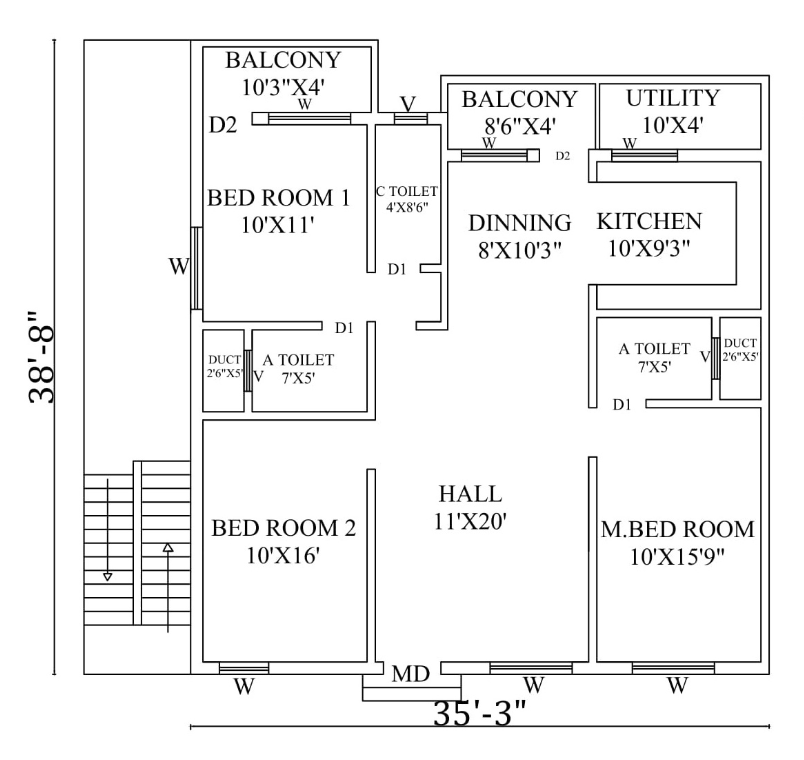 BALCONY
10'3"X4'
W
V
D2
BALCONY
8'6"X4'
W
D2
UTILITY
10'X4'
W
BED ROOM 1
10'X11'
C TOILET
4'X8'6"
DINNING
8'X10'3"
KITCHEN
10'X9'3"
W
D1
D1
38'-8"
DUCT
2'6"X5'
V
A TOILET
7'X5'
A TOILET
7'X5'
V
DUCT
2'6"X5'
D1
BED ROOM 2
10'X16'
HALL
11'X20'
M.BED ROOM
10'X15'9"
W
MD
W
W
35'-3"